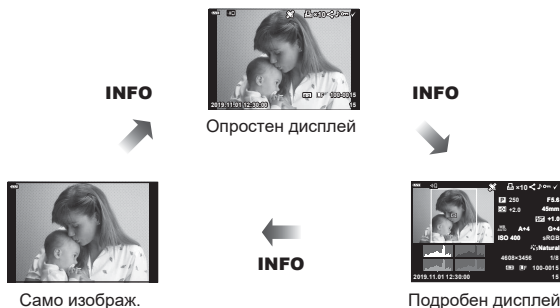 ×10
100-0015
2019.11.01 12:30:00 15
INFO INFO
Опростен дисплей
×10
P 250 F5.6
+2.0 45mm
+1.0
A+4 G+4
ISO 400 sRGB
Natural
4608×3456 1/8
100-0015
2019.11.01 12:30:00 15
INFO
Само изображ. Подробен дисплей